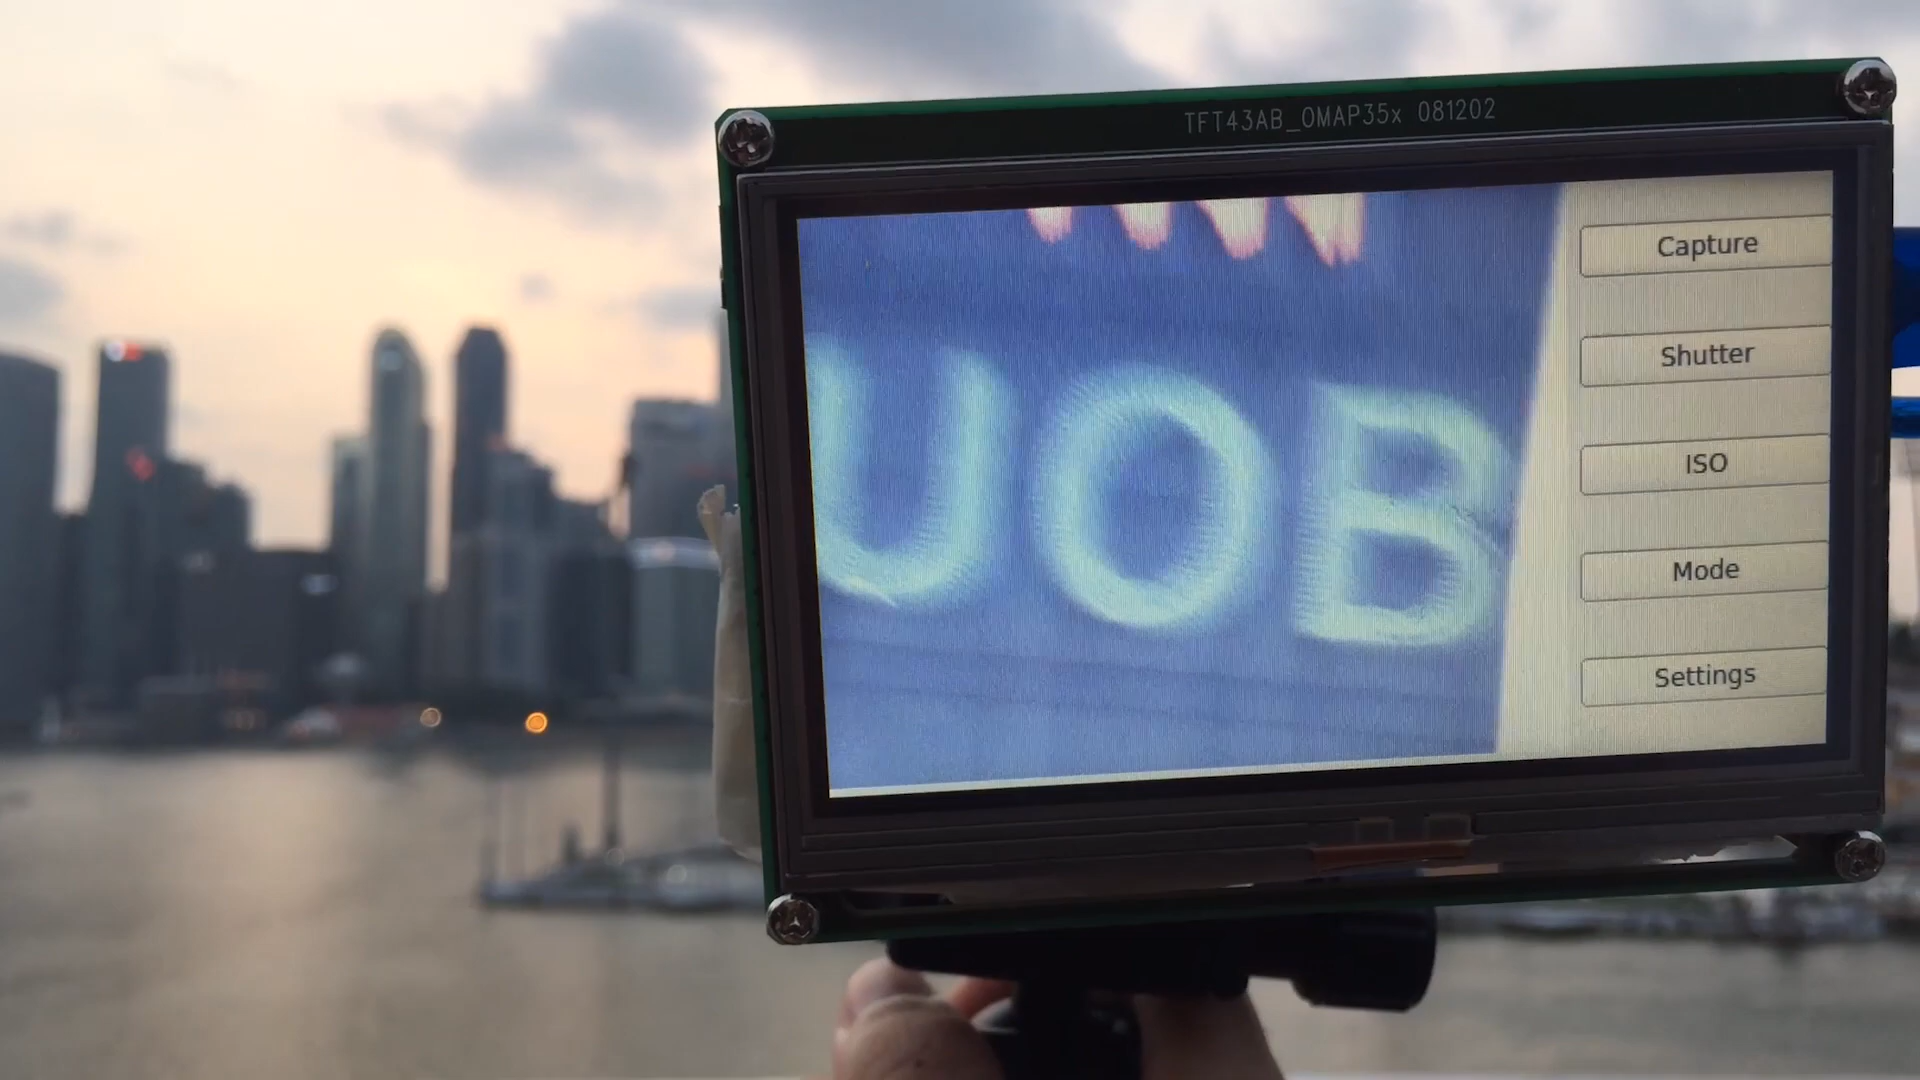 TFT43AB_OMAP35x 081202
UOB
Capture
Shutter
ISO
Mode
Settings